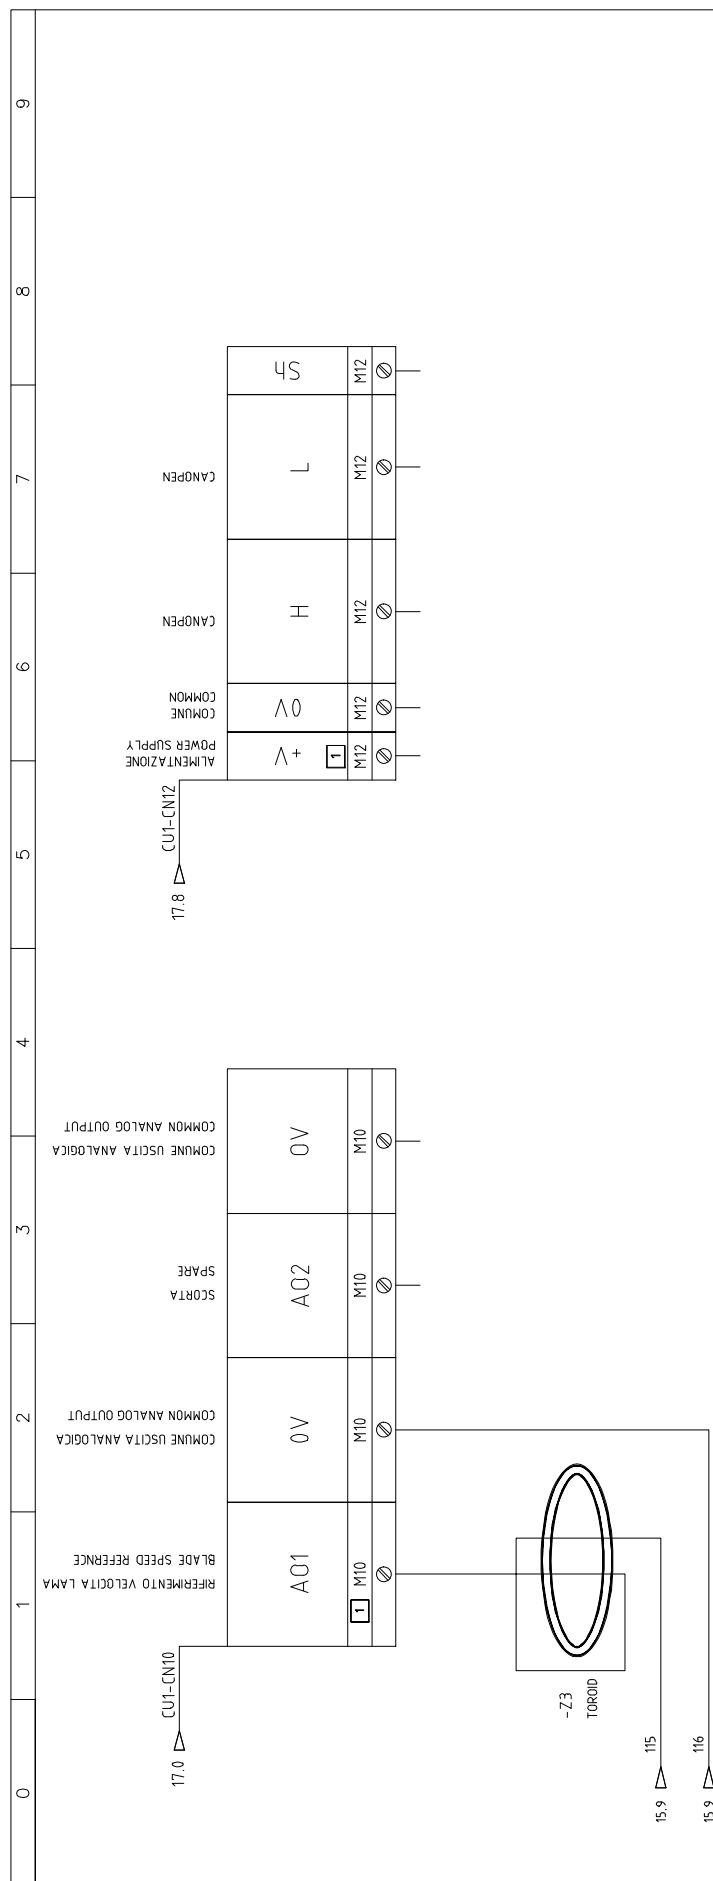 0 1 2 3 4 5 6 7 8 9
17.0
CU1-CN10
RIFERIMENTO VELOCITA LAMA
BLADE SPEED REFERNCE
AO1
1
M10
COMUNE USCITA ANALOGICA
COMMON ANALOG OUTPUT
0V
M10
SCORTA
SPARE
AO2
M10
COMUNE USCITA ANALOGICA
COMMON ANALOG OUTPUT
0V
M10
-Z3
TOROID
15.9
115
15.9
116
17.8
CU1-CN12
ALIMENTAZIONE
POWER SUPPLY
+V
1
M12
COMUNE
COMMON
0V
M12
CANOPEN
H
M12
CANOPEN
L
M12
Sh
M12